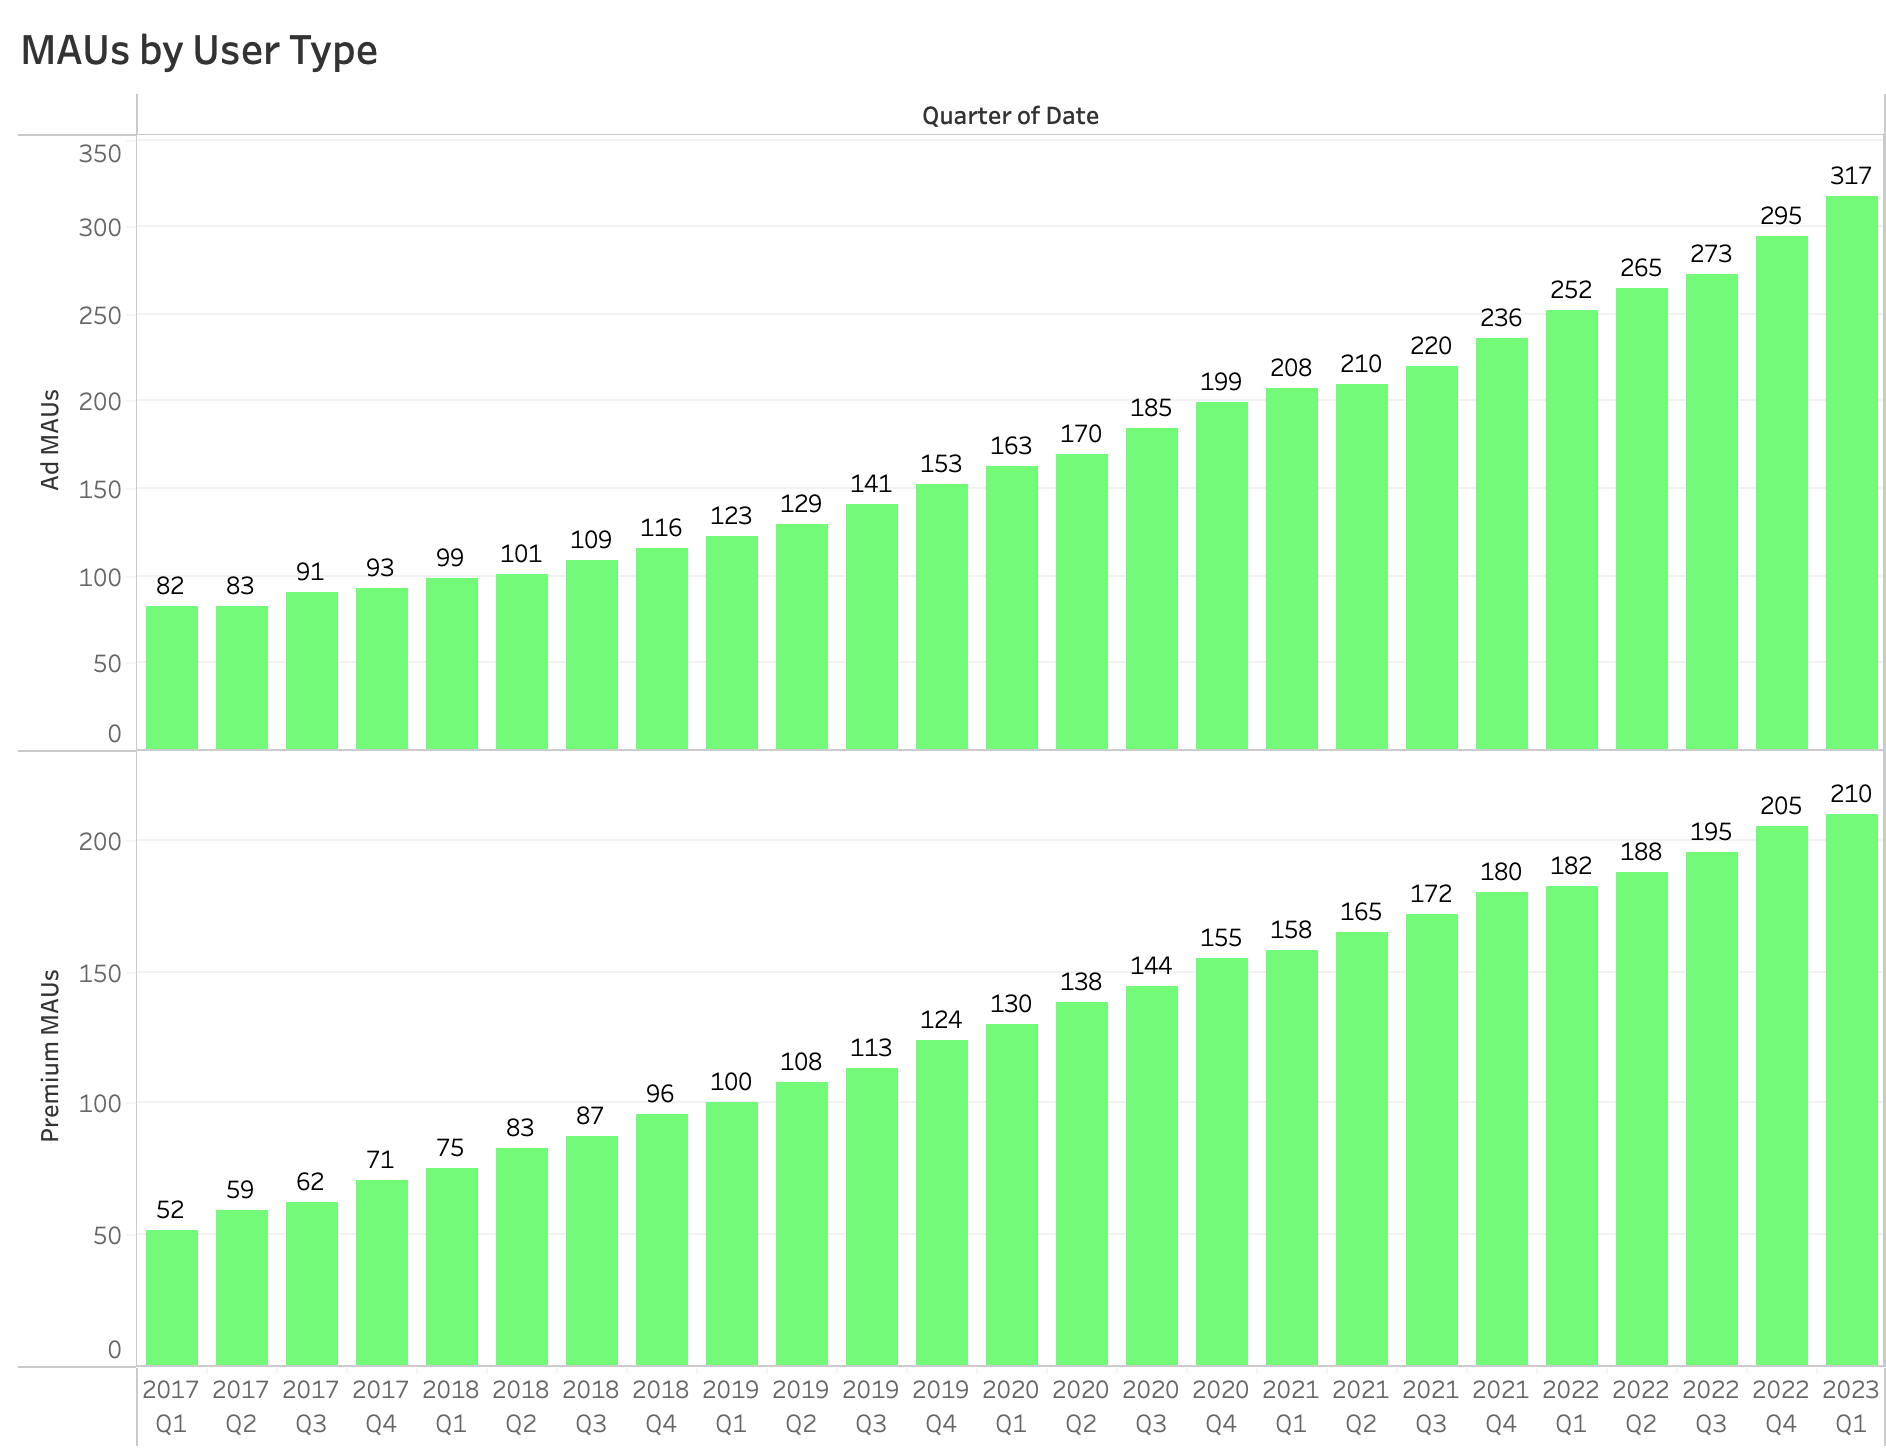 MAUs by User Type
Quarter of Date
Ad MAUs
350
300
250
200
150
100
50
0
82 83 91 93 99 101 109 116 123 129 141 153 163 170 185 199 208 210 220 236 252 265 273 295 317
Premium MAUs
200
150
100
50
0
52 59 62 71 75 83 87 96 100 108 113 124 130 138 144 155 158 165 172 180 182 188 195 205 210
2017 2017 2017 2017 2018 2018 2018 2018 2019 2019 2019 2019 2020 2020 2020 2020 2021 2021 2021 2021 2022 2022 2022 2022 2023
Q1 Q2 Q3 Q4 Q1 Q2 Q3 Q4 Q1 Q2 Q3 Q4 Q1 Q2 Q3 Q4 Q1 Q2 Q3 Q4 Q1 Q2 Q3 Q4 Q1